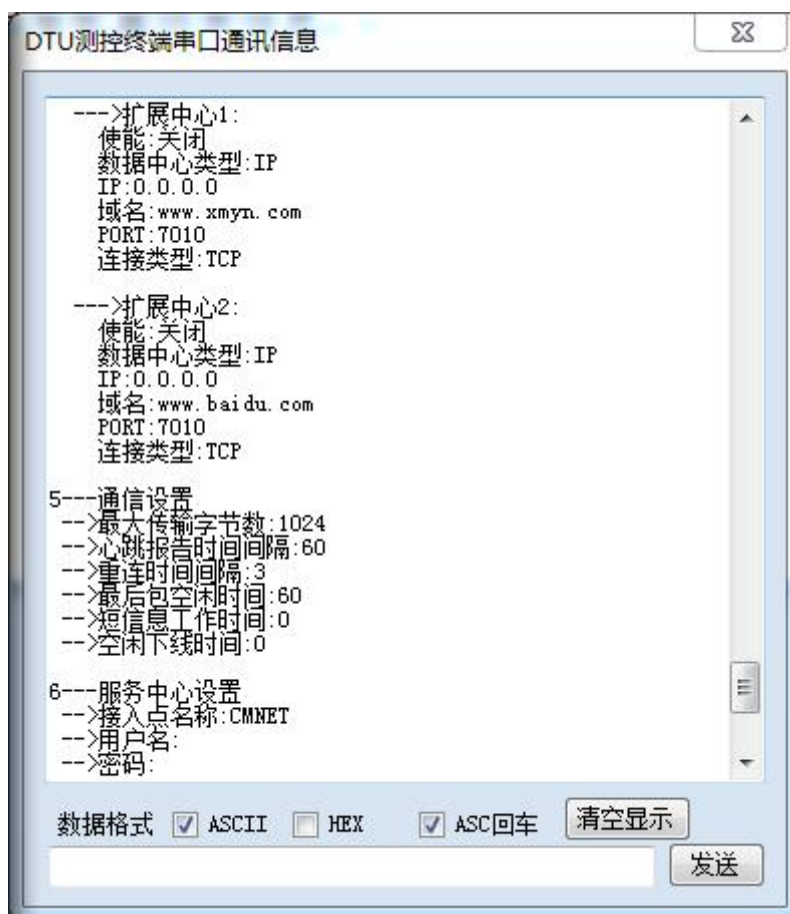 DTU测控终端串口通讯信息
--->扩展中心1:
使能:关闭
数据中心类型:IP
IP:0.0.0.0
域名:www.xmyn.com
PORT:7010
连接类型:TCP
--->扩展中心2:
使能:关闭
数据中心类型:IP
IP:0.0.0.0
域名:www.baidu.com
PORT:7010
连接类型:TCP
5---通信设置
-->最大传输字节数:1024
-->心跳报告时间间隔:60
-->重连时间间隔:3
-->最后包空闲时间:60
-->短信息工作时间:0
-->空闲下线时间:0
6---服务中心设置
-->接入点名称:CMNET
-->用户名:
-->密码:
数据格式 ASCII HEX ASC回车 清空显示
发送